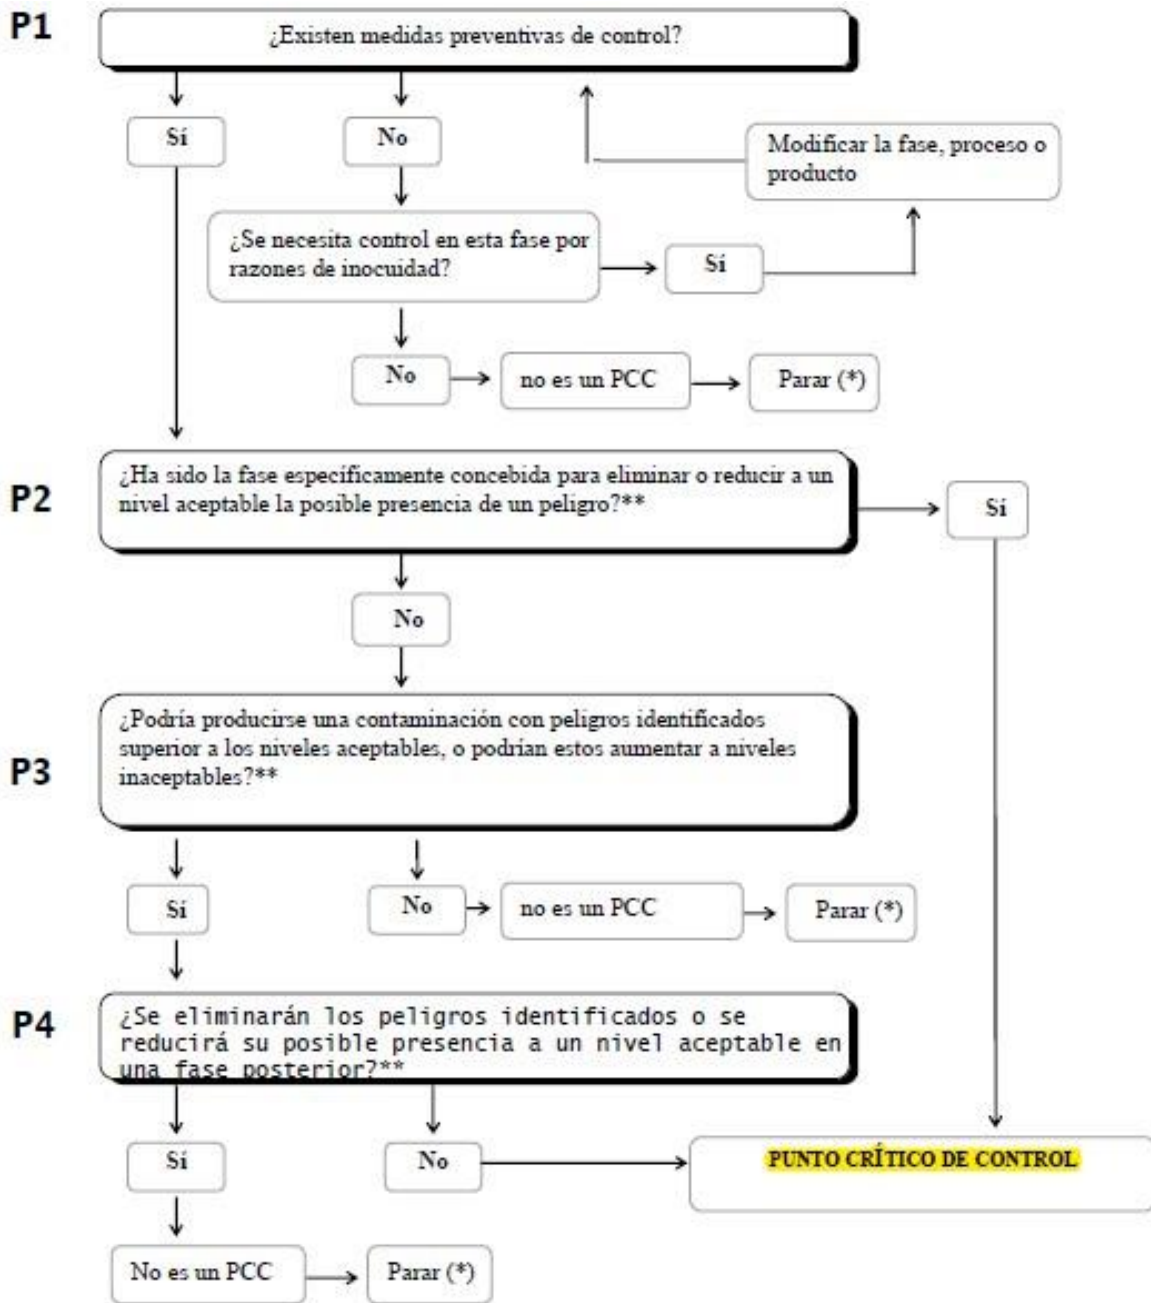 P1
¿Existen medidas preventivas de control?
Sí
No
Modificar la fase, proceso o
producto
¿Se necesita control en esta fase por
razones de inocuidad?
Sí
No
no es un PCC
Parar (*)
P2
¿Ha sido la fase específicamente concebida para eliminar o reducir a un
nivel aceptable la posible presencia de un peligro?**
Sí
No
P3
¿Podría producirse una contaminación con peligros identificados
superior a los niveles aceptables, o podrían estos aumentar a niveles
inaceptables?**
Sí
No
no es un PCC
Parar (*)
P4
¿Se eliminarán los peligros identificados o se
reducirá su posible presencia a un nivel aceptable en
una fase posterior?**
Sí
No
PUNTO CRÍTICO DE CONTROL
No es un PCC
Parar (*)